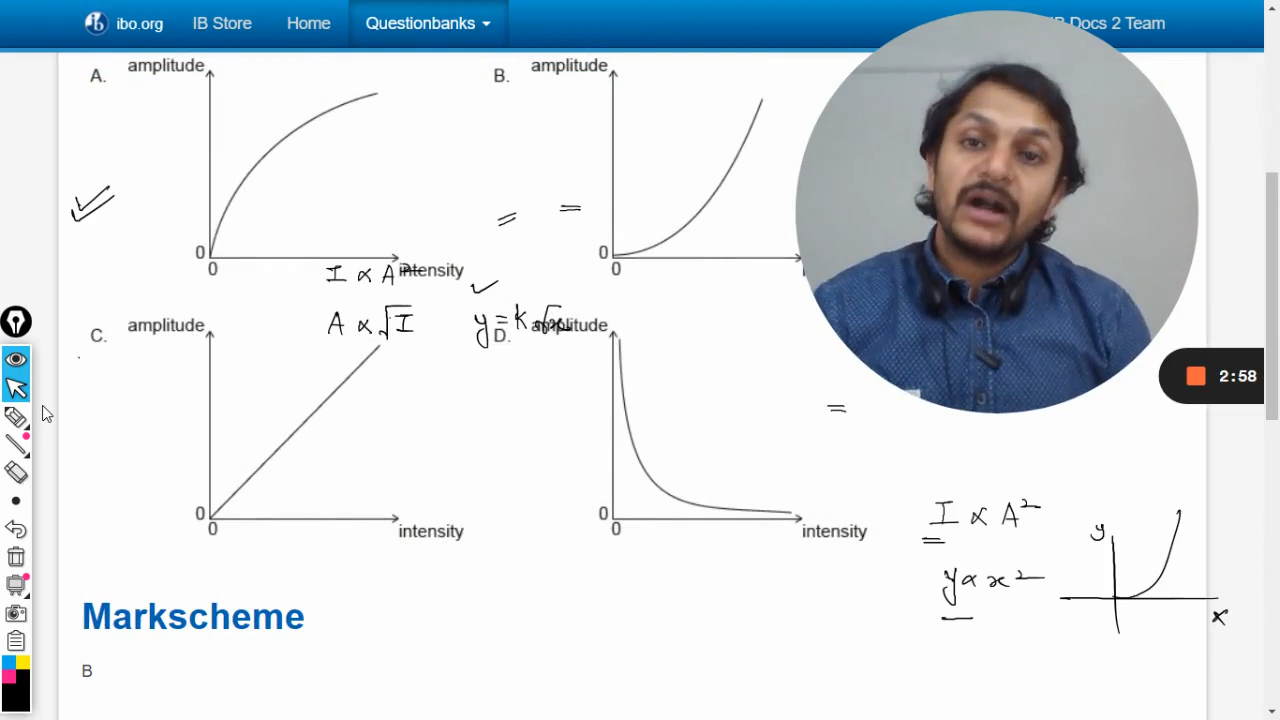 ibo.org IB Store Home Questionbanks IB Docs 2 Team
A. amplitude
0
0
intensity
B. amplitude
0
0
I ∝ A²
A ∝ √I
y = k√x
C. amplitude
0
0
intensity
D. amplitude
0
0
intensity
2:58
I ∝ A²
y ∝ x²
y
x
Markscheme
B